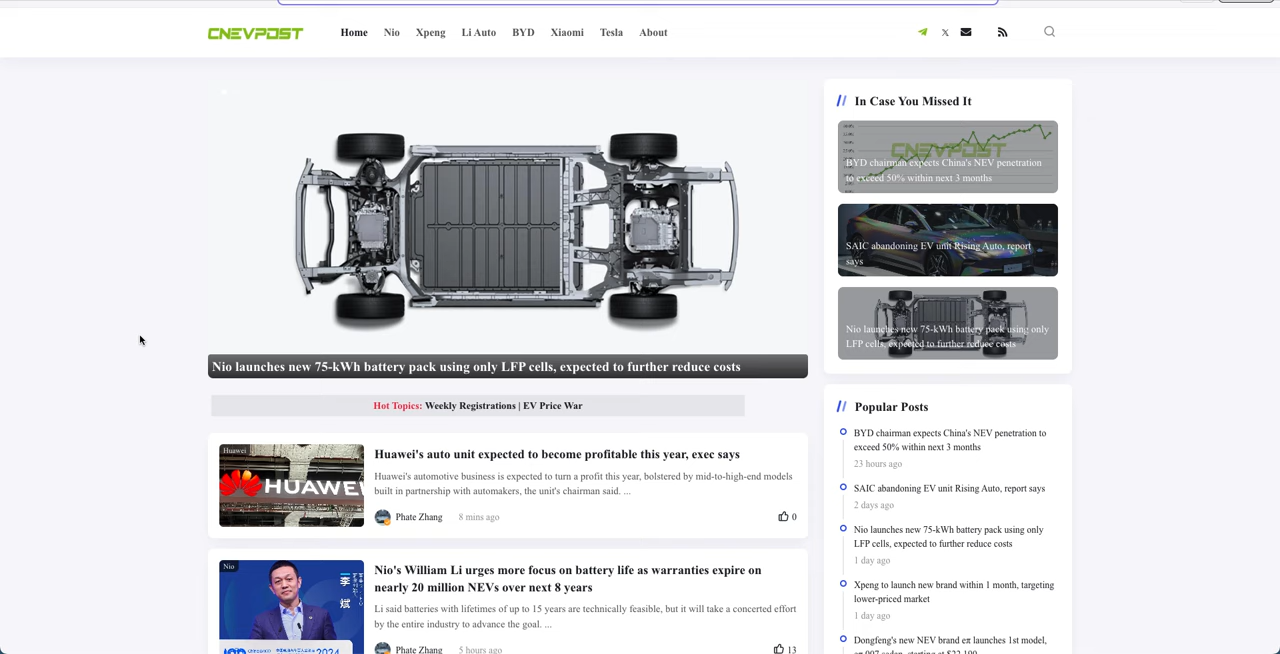 CNEVPOST
Home Nio Xpeng Li Auto BYD Xiaomi Tesla About
Nio launches new 75-kWh battery pack using only LFP cells, expected to further reduce costs
Hot Topics: Weekly Registrations | EV Price War
Huawei
HUAWE
Huawei's auto unit expected to become profitable this year, exec says
Huawei's automotive business is expected to turn a profit this year, bolstered by mid-to-high-end models
built in partnership with automakers, the unit's chairman said. ...
Phate Zhang 8 mins ago 0
Nio
李
斌
2024
Nio's William Li urges more focus on battery life as warranties expire on
nearly 20 million NEVs over next 8 years
Li said batteries with lifetimes of up to 15 years are technically feasible, but it will take a concerted effort
by the entire industry to advance the goal. ...
Phate Zhang 5 hours ago 13
In Case You Missed It
CNEVPOST
BYD chairman expects China's NEV penetration
to exceed 50% within next 3 months
SAIC abandoning EV unit Rising Auto, report
says
Nio launches new 75-kWh battery pack using only
LFP cells, expected to further reduce costs
Popular Posts
BYD chairman expects China's NEV penetration to
exceed 50% within next 3 months
23 hours ago
SAIC abandoning EV unit Rising Auto, report says
2 days ago
Nio launches new 75-kWh battery pack using only
LFP cells, expected to further reduce costs
1 day ago
Xpeng to launch new brand within 1 month, targeting
lower-priced market
1 day ago
Dongfeng's new NEV brand eπ launches 1st model,
eπ 007 sedan, starting at $22,100